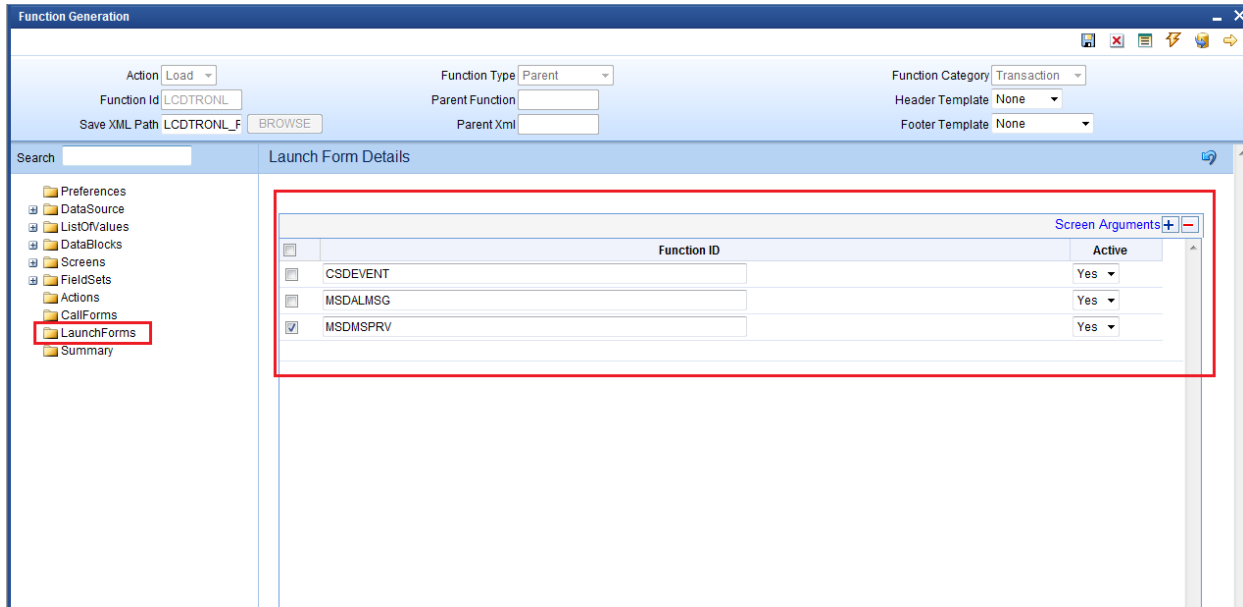 Function Generation
Action Load Function Type Parent Function Category Transaction
Function Id LCDTRONL Parent Function Header Template None
Save XML Path LCDTRONL_F BROWSE Parent Xml Footer Template None
Search Launch Form Details
Preferences
DataSource
ListOfValues
DataBlocks
Screens
FieldSets
Actions
CallForms
LaunchForms
Summary
Screen Arguments
Function ID Active
CSDEVENT Yes
MSDALMSG Yes
MSDMSPRV Yes